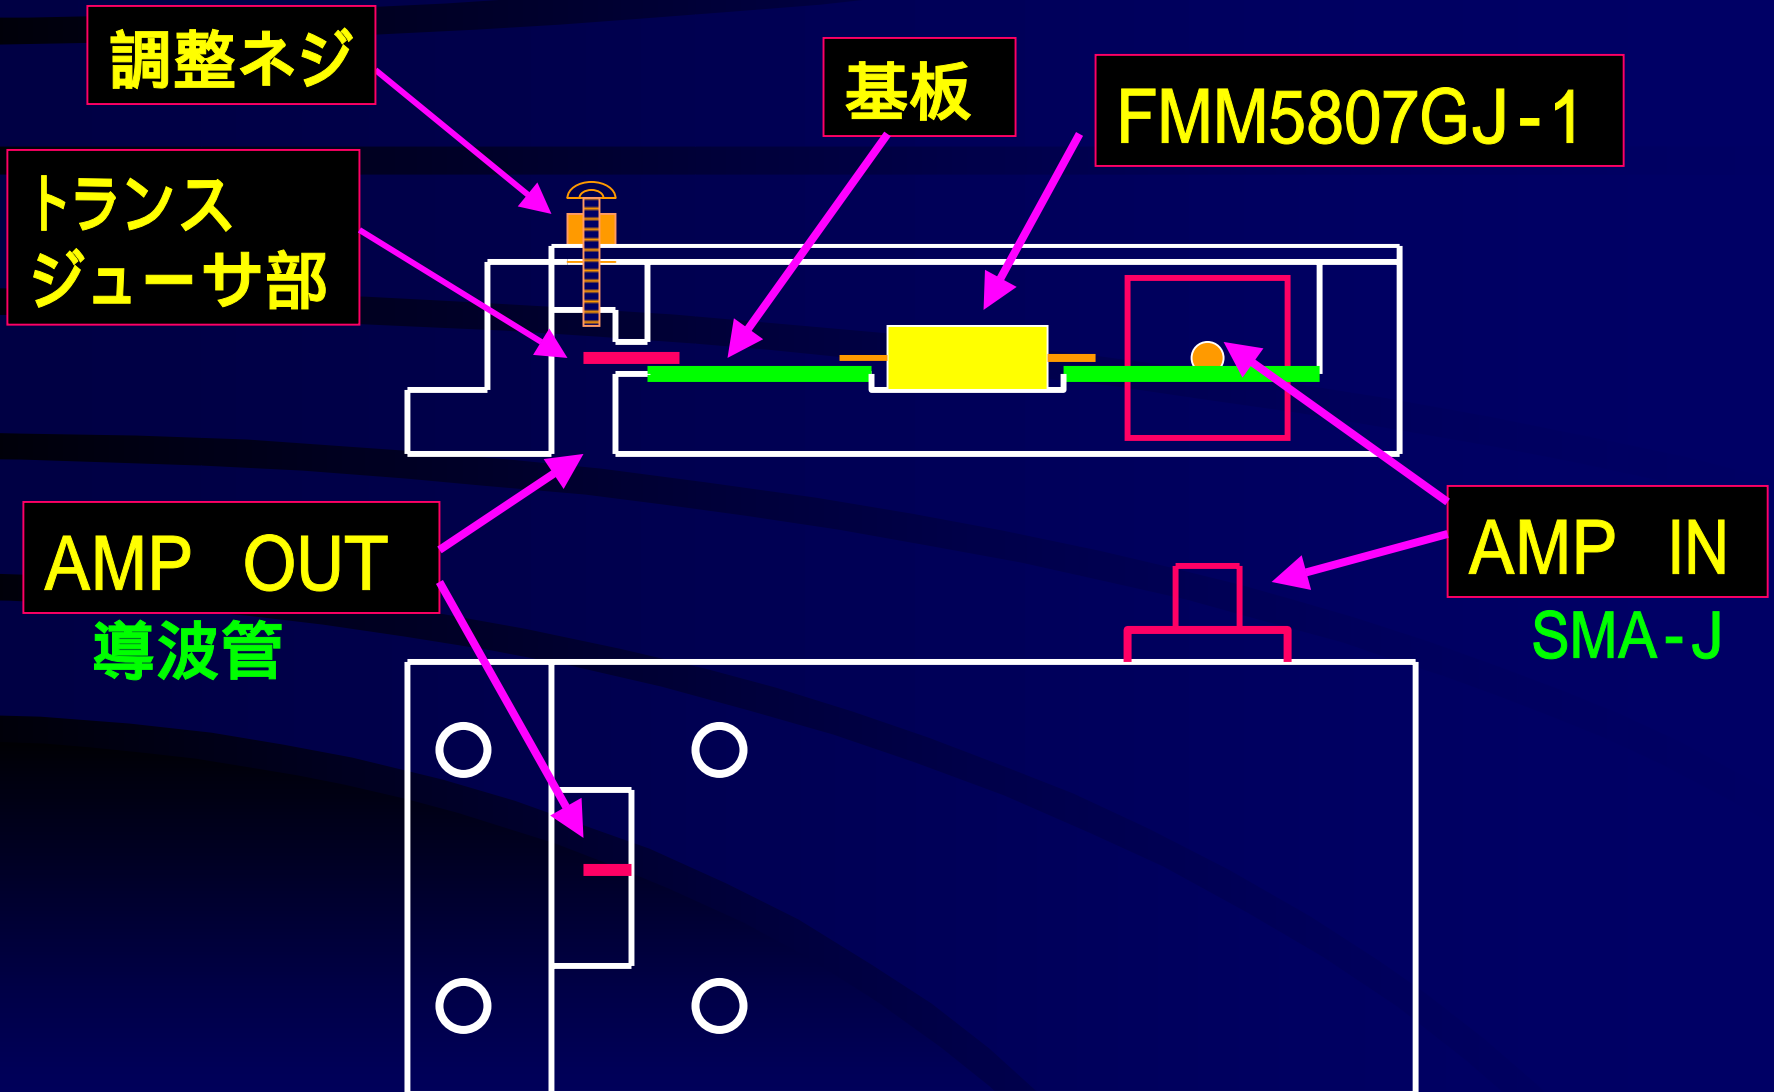 調整ネジ
基板
FMM5807GJ-1
トランス
ジューサ部
AMP OUT
導波管
AMP IN
SMA-J